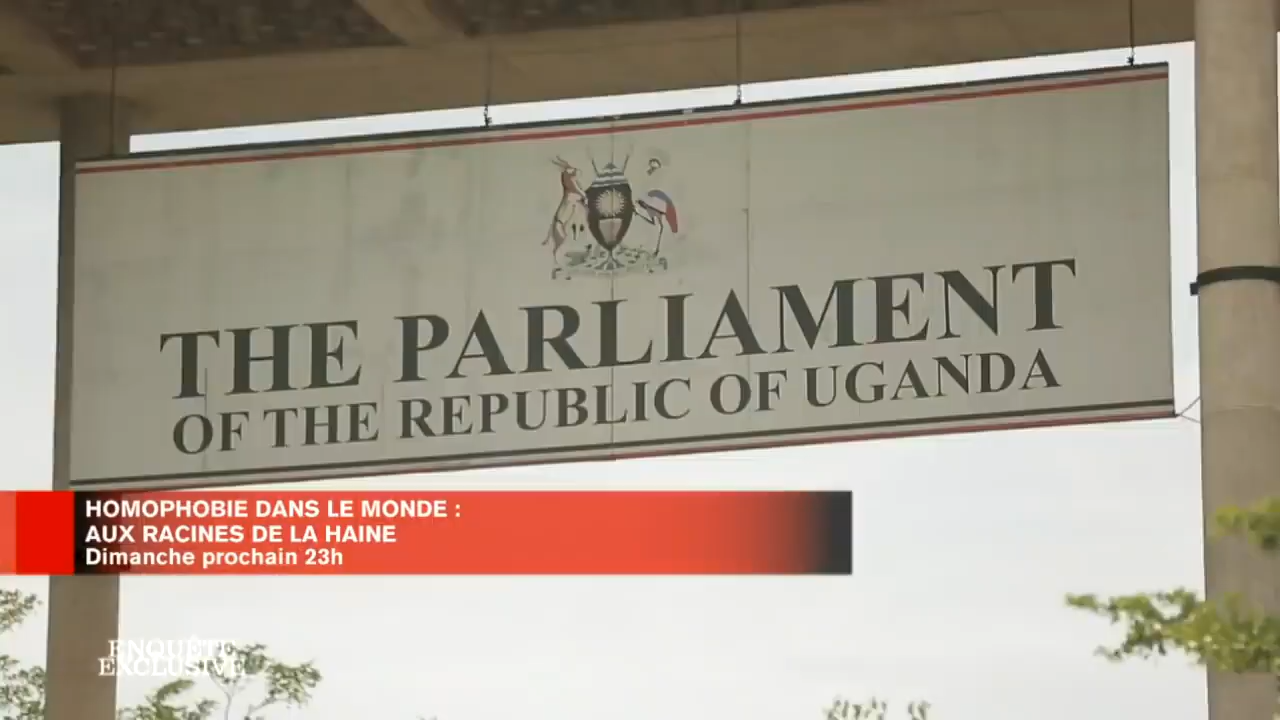 THE PARLIAMENT
OF THE REPUBLIC OF UGANDA
HOMOPHOBIE DANS LE MONDE :
AUX RACINES DE LA HAINE
Dimanche prochain 23h
ENQUÊTE
EXCLUSIVE